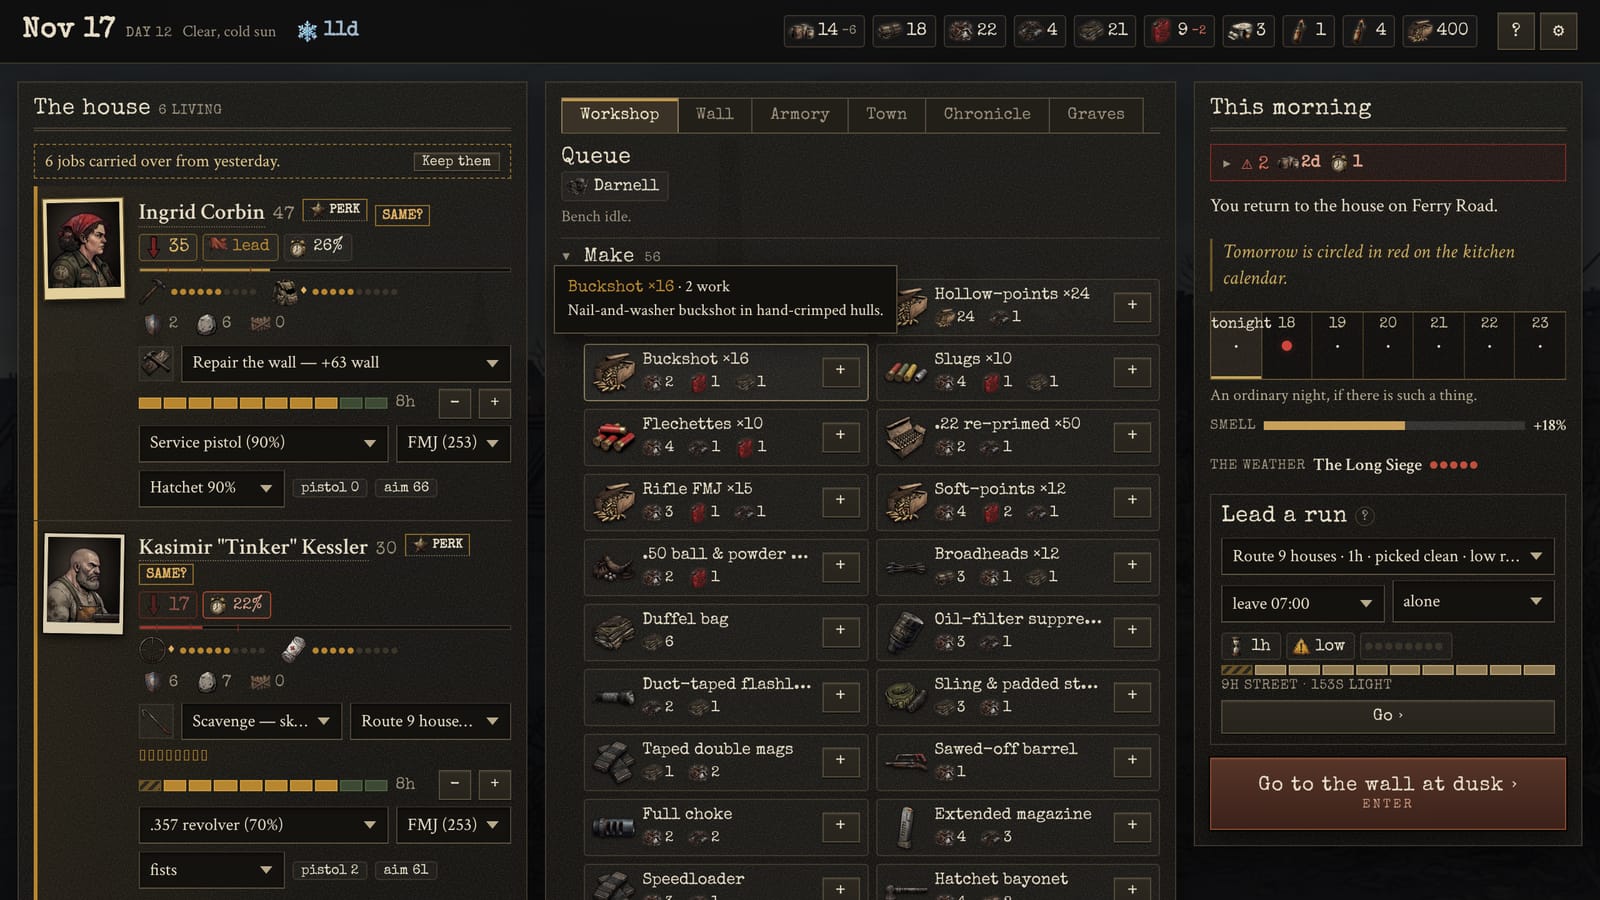 Nov 17 DAY 12 Clear, cold sun 11d
14 -6 18 22 4 21 9 -2 3 1 4 400 ?
The house 6 LIVING
6 jobs carried over from yesterday. Keep them
Ingrid Corbin 47 PERK SAME?
35 lead 26%
2 6 0
Repair the wall — +63 wall
8h − +
Service pistol (90%) FMJ (253)
Hatchet 90% pistol 0 aim 66
Kasimir "Tinker" Kessler 30 PERK
SAME?
17 22%
6 7 0
Scavenge — sk... Route 9 house...
8h − +
.357 revolver (70%) FMJ (253)
fists pistol 2 aim 61
Workshop Wall Armory Town Chronicle Graves
Queue
Darnell
Bench idle.
Make 56
Buckshot ×16 · 2 work
Nail-and-washer buckshot in hand-crimped hulls.
Hollow-points ×24
24 1 +
Buckshot ×16
2 1 1 +
Slugs ×10
4 1 1 +
Flechettes ×10
4 1 1 +
.22 re-primed ×50
2 1 +
Rifle FMJ ×15
3 1 1 +
Soft-points ×12
4 2 1 +
.50 ball & powder ...
2 1 +
Broadheads ×12
3 1 1 +
Duffel bag
6 +
Oil-filter suppre...
3 1 +
Duct-taped flashl...
2 1 +
Sling & padded st...
3 1 +
Taped double mags
1 2 +
Sawed-off barrel
1 +
Full choke
2 2 +
Extended magazine
4 3 +
Speedloader
+
Hatchet bayonet
+
This morning
2 2d 1
You return to the house on Ferry Road.
Tomorrow is circled in red on the kitchen
calendar.
tonight 18 19 20 21 22 23
An ordinary night, if there is such a thing.
SMELL +18%
THE WEATHER The Long Siege
Lead a run ?
Route 9 houses · 1h · picked clean · low r...
leave 07:00 alone
1h low
9H STREET · 153S LIGHT
Go ›
Go to the wall at dusk ›
ENTER